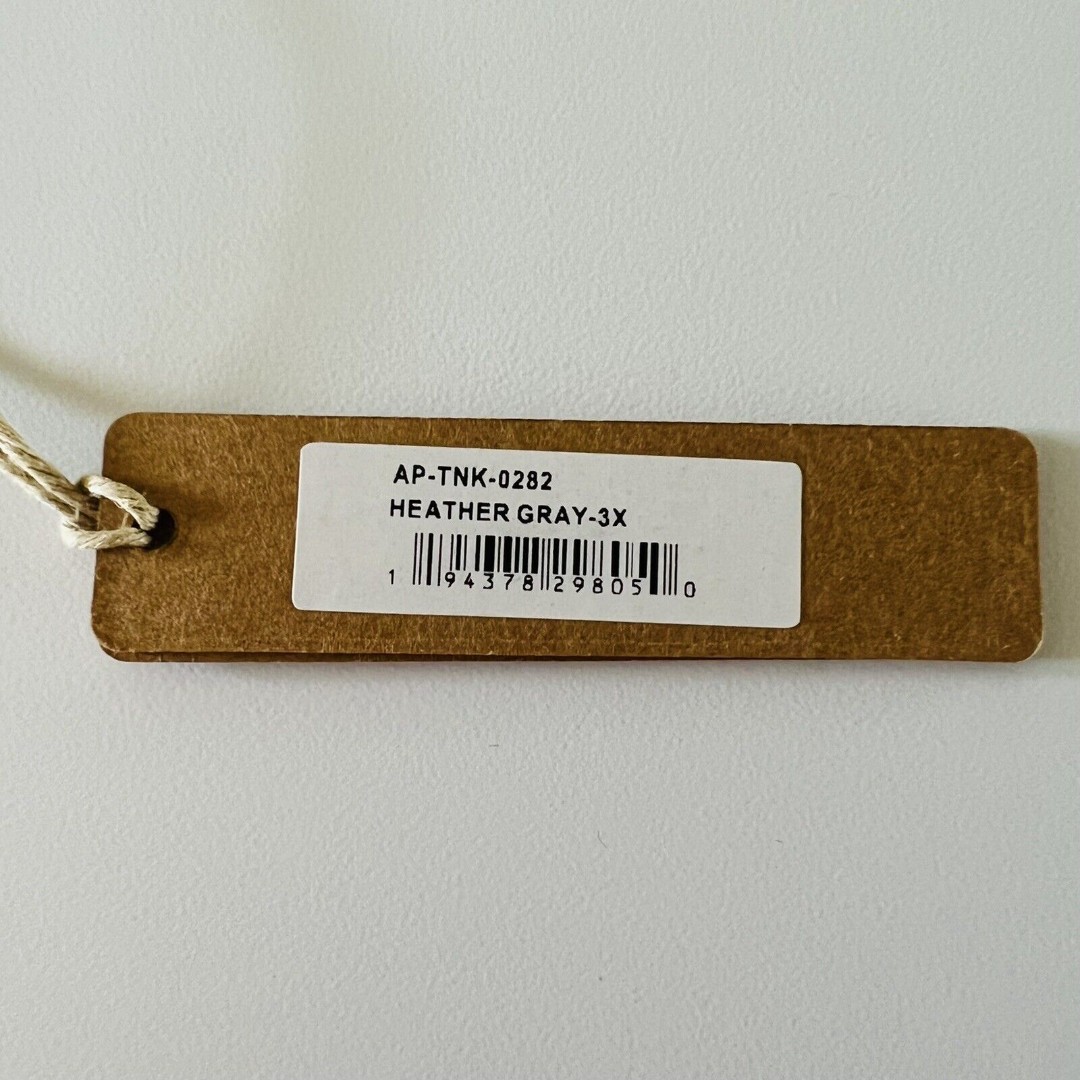 AP-TNK-0282
HEATHER GRAY-3X
1 94378 29805 0